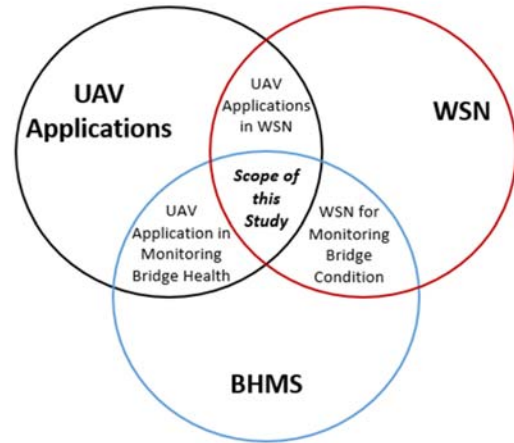 UAV
Applications
UAV
Applications
in WSN
WSN
Scope of
this
Study
UAV
Application in
Monitoring
Bridge Health
WSN for
Monitoring
Bridge
Condition
BHMS